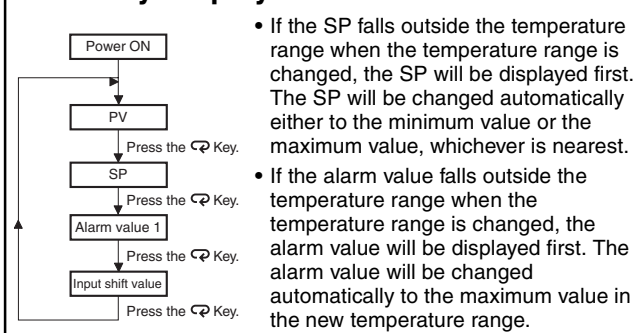 Power ON
PV
Press the Key.
SP
Press the Key.
Alarm value 1
Press the Key.
Input shift value
Press the Key.
• If the SP falls outside the temperature
range when the temperature range is
changed, the SP will be displayed first.
The SP will be changed automatically
either to the minimum value or the
maximum value, whichever is nearest.
• If the alarm value falls outside the
temperature range when the
temperature range is changed, the
alarm value will be displayed first. The
alarm value will be changed
automatically to the maximum value in
the new temperature range.